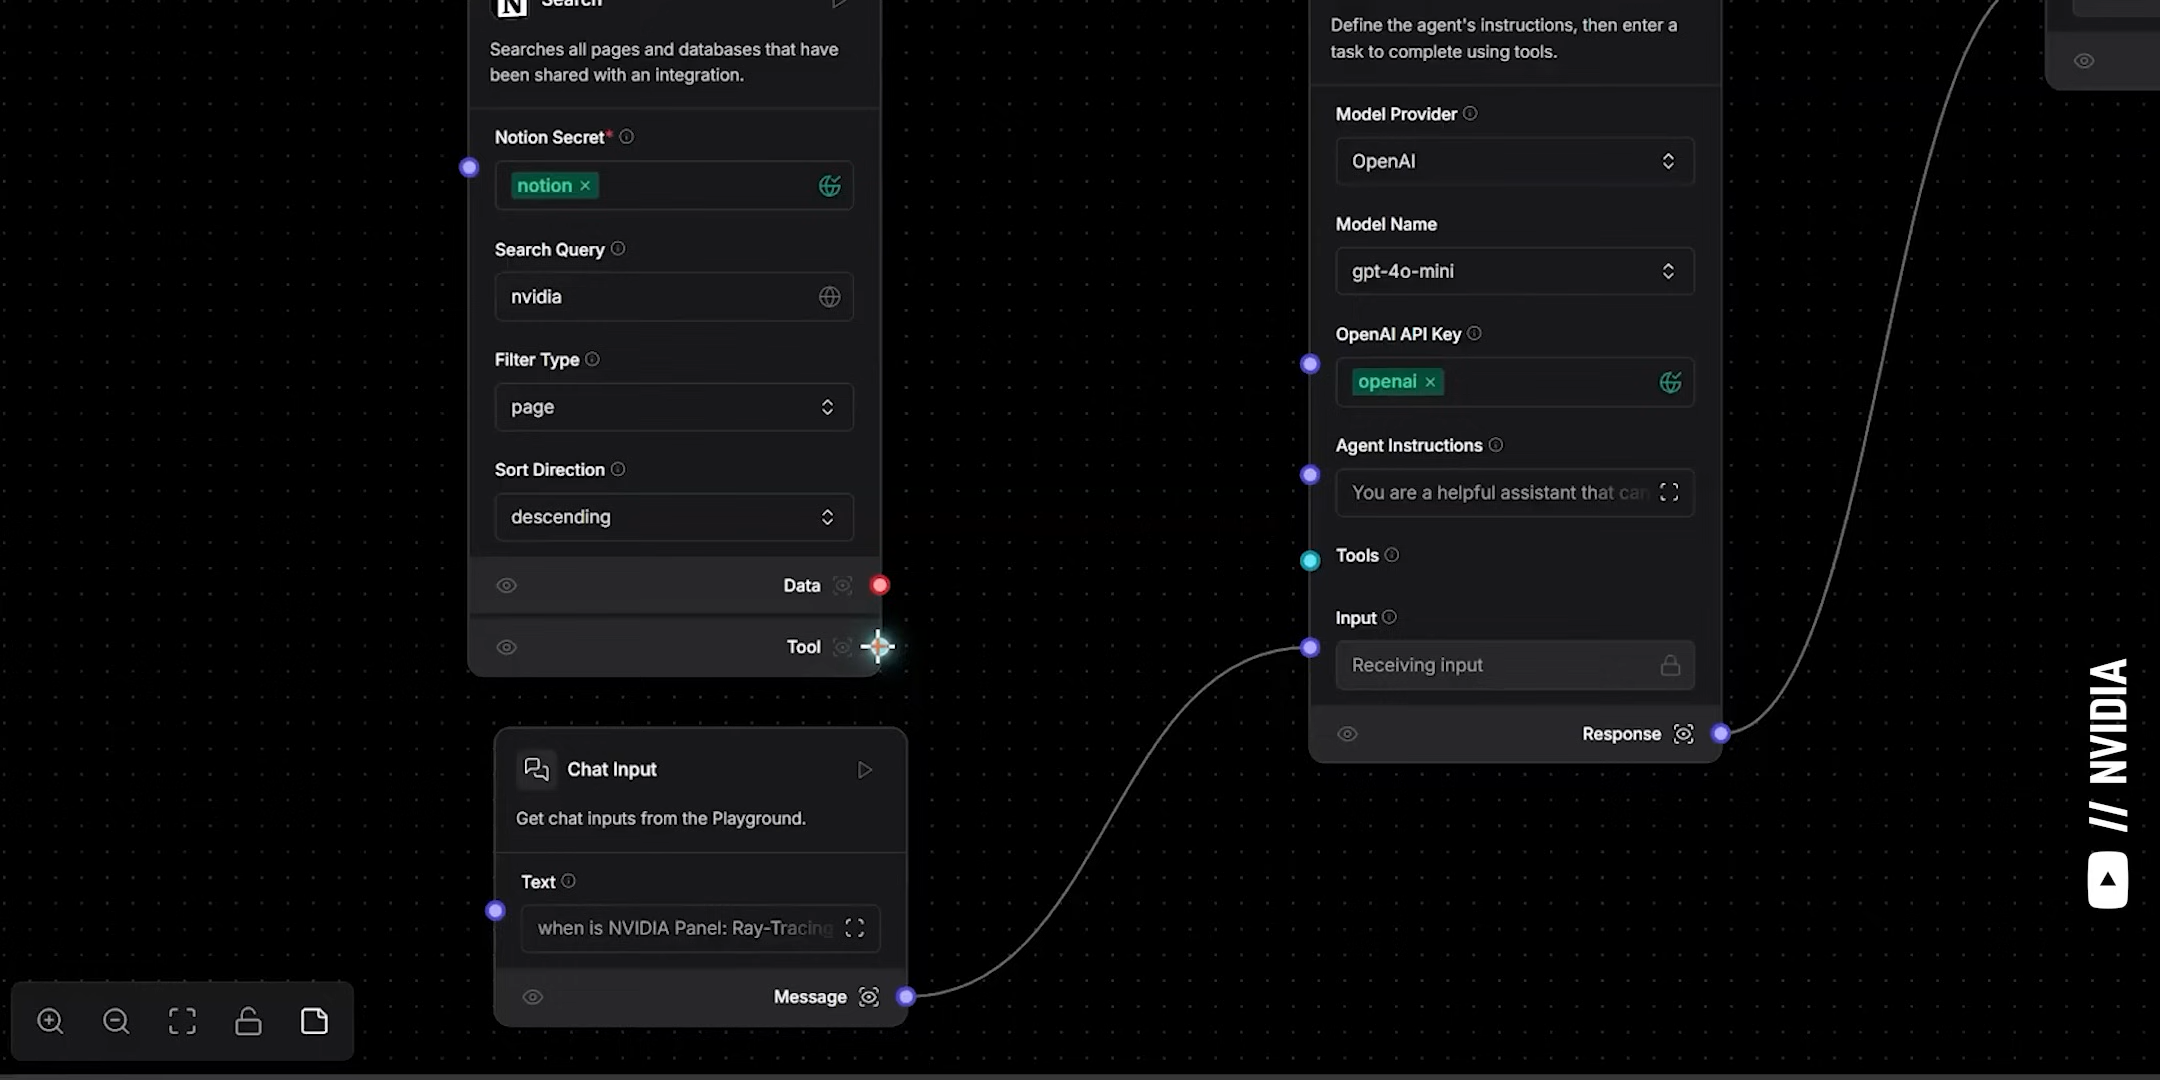 Search
Searches all pages and databases that have
been shared with an integration.
Notion Secret*
notion ×
Search Query
nvidia
Filter Type
page
Sort Direction
descending
Data
Tool
Chat Input
Get chat inputs from the Playground.
Text
when is NVIDIA Panel: Ray-Tracing
Message
Define the agent's instructions, then enter a
task to complete using tools.
Model Provider
OpenAI
Model Name
gpt-4o-mini
OpenAI API Key
openai ×
Agent Instructions
You are a helpful assistant that can
Tools
Input
Receiving input
Response
// NVIDIA